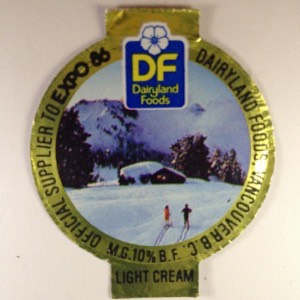 DF
Dairyland
Foods
OFFICIAL SUPPLIER TO EXPO 86
DAIRYLAND FOODS VANCOUVER B.C.
M.G. 10% B.F.
LIGHT CREAM